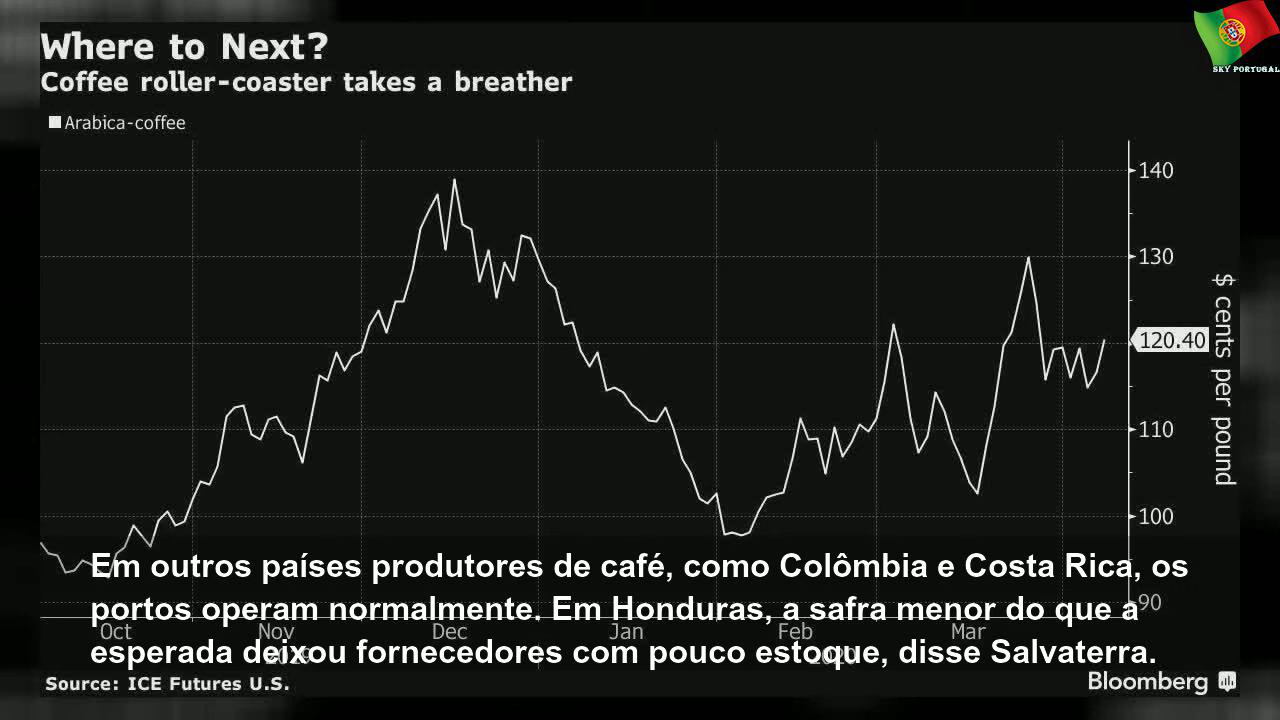 Where to Next?
Coffee roller-coaster takes a breather
SKY PORTUGAL
Arabica-coffee
140
130
120.40
110
100
90
$ cents per pound
Em outros países produtores de café, como Colômbia e Costa Rica, os
portos operam normalmente. Em Honduras, a safra menor do que a
esperada deixou fornecedores com pouco estoque, disse Salvaterra.
Oct Nov Dec Jan Feb Mar
Source: ICE Futures U.S.
Bloomberg